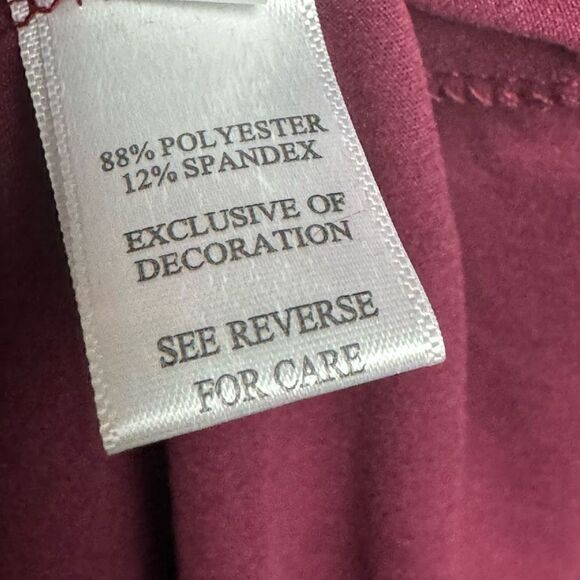 88% POLYESTER
12% SPANDEX
EXCLUSIVE OF
DECORATION
SEE REVERSE
FOR CARE